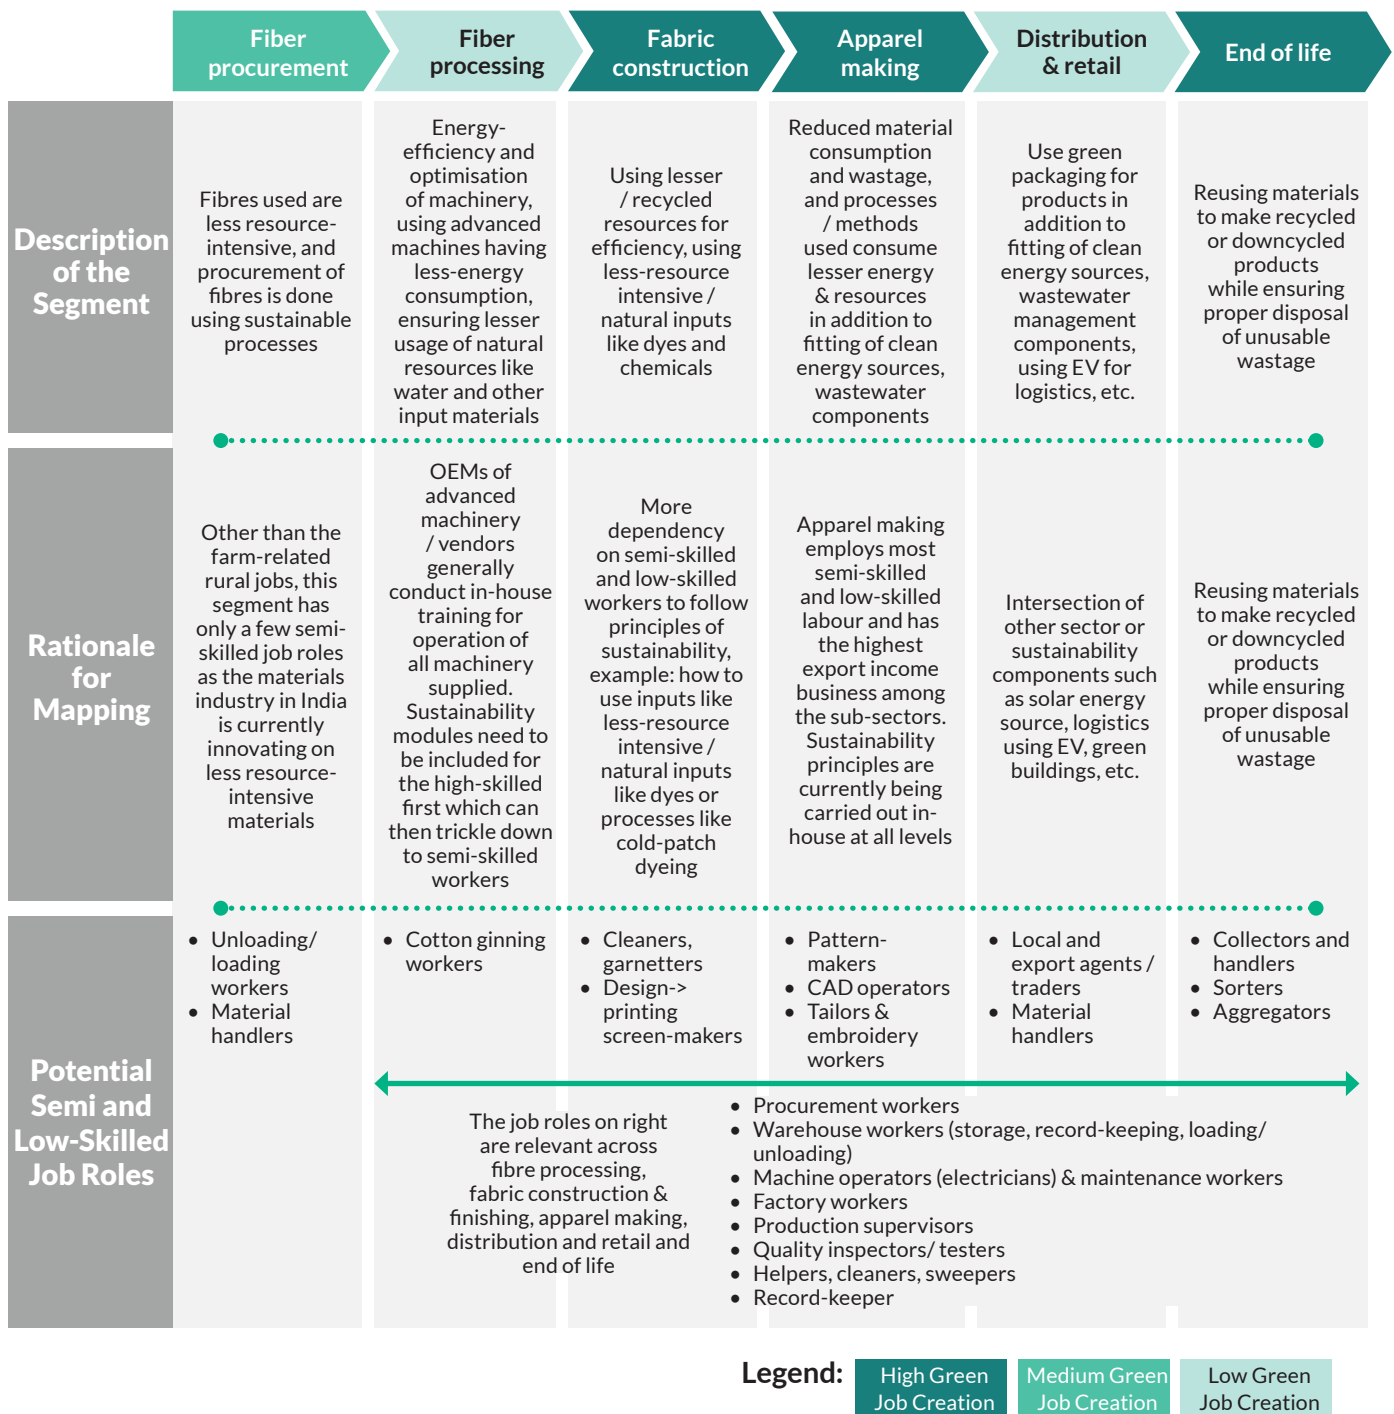 Fiber
procurement
Fiber
processing
Fabric
construction
Apparel
making
Distribution
& retail
End of life
Description
of the
Segment
Fibres used are
less resource-
intensive, and
procurement of
fibres is done
using sustainable
processes
Energy-
efficiency and
optimisation
of machinery,
using advanced
machines having
less-energy
consumption,
ensuring lesser
usage of natural
resources like
water and other
input materials
Using lesser
/ recycled
resources for
efficiency, using
less-resource
intensive /
natural inputs
like dyes and
chemicals
Reduced material
consumption
and wastage,
and processes
/ methods
used consume
lesser energy
& resources
in addition to
fitting of clean
energy sources,
wastewater
components
Use green
packaging for
products in
addition to
fitting of clean
energy sources,
wastewater
management
components,
using EV for
logistics, etc.
Reusing materials
to make recycled
or downcycled
products
while ensuring
proper disposal
of unusable
wastage
Rationale
for
Mapping
Other than the
farm-related
rural jobs, this
segment has
only a few semi-
skilled job roles
as the materials
industry in India
is currently
innovating on
less resource-
intensive
materials
OEMs of
advanced
machinery
/ vendors
generally
conduct in-house
training for
operation of
all machinery
supplied.
Sustainability
modules need to
be included for
the high-skilled
first which can
then trickle down
to semi-skilled
workers
More
dependency
on semi-skilled
and low-skilled
workers to follow
principles of
sustainability,
example: how to
use inputs like
less-resource
intensive /
natural inputs
like dyes or
processes like
cold-patch
dyeing
Apparel making
employs most
semi-skilled
and low-skilled
labour and has
the highest
export income
business among
the sub-sectors.
Sustainability
principles are
currently being
carried out in-
house at all levels
Intersection of
other sector or
sustainability
components such
as solar energy
source, logistics
using EV, green
buildings, etc.
Reusing materials
to make recycled
or downcycled
products
while ensuring
proper disposal
of unusable
wastage
Potential
Semi and
Low-Skilled
Job Roles
• Unloading/
loading
workers
• Material
handlers
• Cotton ginning
workers
• Cleaners,
garnetters
• Design->
printing
screen-makers
• Pattern-
makers
• CAD operators
• Tailors &
embroidery
workers
• Local and
export agents /
traders
• Material
handlers
• Collectors and
handlers
• Sorters
• Aggregators
The job roles on right
are relevant across
fibre processing,
fabric construction &
finishing, apparel making,
distribution and retail and
end of life
• Procurement workers
• Warehouse workers (storage, record-keeping, loading/
unloading)
• Machine operators (electricians) & maintenance workers
• Factory workers
• Production supervisors
• Quality inspectors/ testers
• Helpers, cleaners, sweepers
• Record-keeper
Legend:
High Green
Job Creation
Medium Green
Job Creation
Low Green
Job Creation